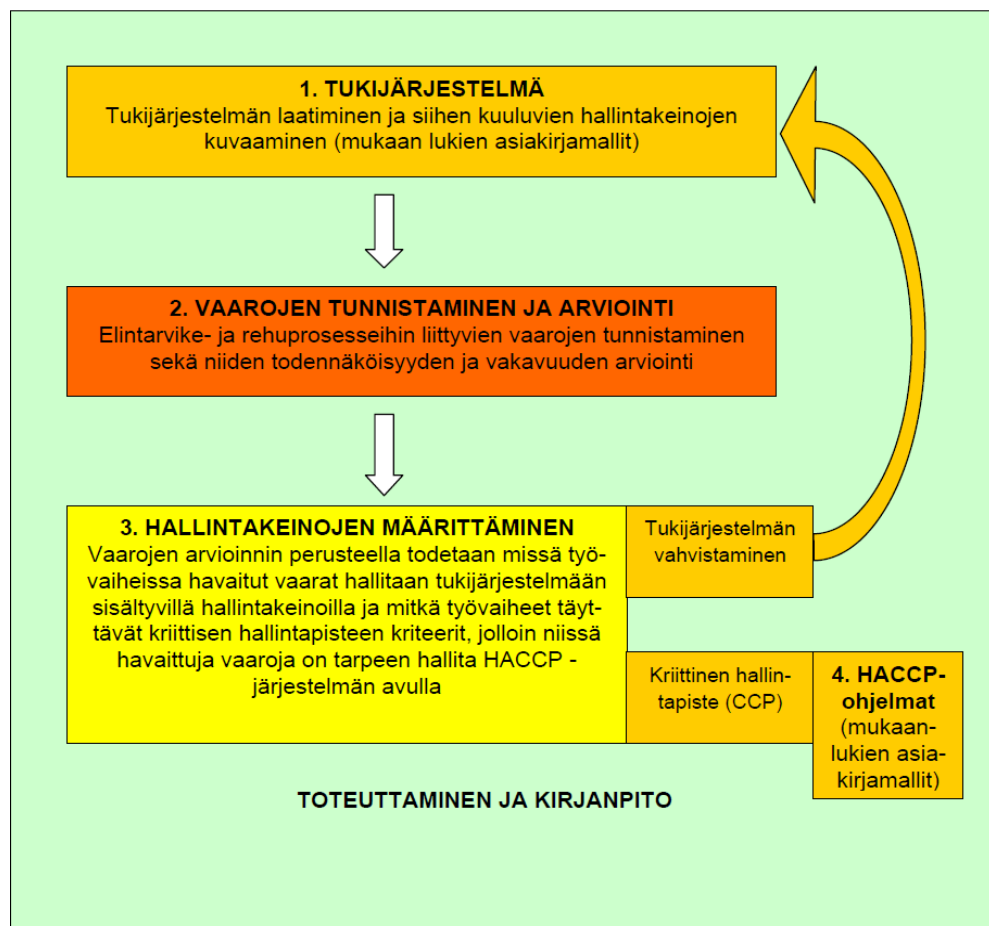 1. TUKIJÄRJESTELMÄ
Tukijärjestelmän laatiminen ja siihen kuuluvien hallintakeinojen
kuvaaminen (mukaan lukien asiakirjamallit)
2. VAAROJEN TUNNISTAMINEN JA ARVIOINTI
Elintarvike- ja rehuprosesseihin liittyvien vaarojen tunnistaminen
sekä niiden todennäköisyyden ja vakavuuden arviointi
3. HALLINTAKEINOJEN MÄÄRITTÄMINEN
Vaarojen arvioinnin perusteella todetaan missä työ-
vaiheissa havaitut vaarat hallitaan tukijärjestelmään
sisältyvillä hallintakeinoilla ja mitkä työvaiheet täyt-
tävät kriittisen hallintapisteen kriteerit, jolloin niissä
havaittuja vaaroja on tarpeen hallita HACCP -
järjestelmän avulla
Tukijärjestelmän
vahvistaminen
Kriittinen hallin-
tapiste (CCP)
4. HACCP-
ohjelmat
(mukaan-
lukien asia-
kirjamallit)
TOTEUTTAMINEN JA KIRJANPITO